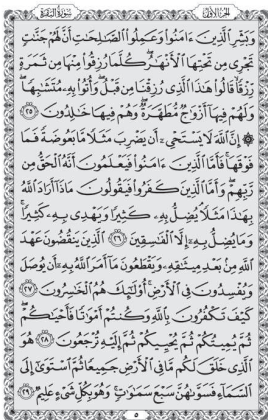 الجزء الأول سورة البقرة
وَبَشِّرِ الَّذِينَ ءَامَنُوا وَعَمِلُوا الصَّالِحَاتِ أَنَّ لَهُمْ جَنَّاتٍ
تَجْرِي مِنْ تَحْتِهَا الْأَنْهَارُ كُلَّمَا رُزِقُوا مِنْهَا مِنْ ثَمَرَةٍ
رِزْقًا قَالُوا هَٰذَا الَّذِي رُزِقْنَا مِنْ قَبْلُ وَأُتُوا بِهِ مُتَشَابِهًا
وَلَهُمْ فِيهَا أَزْوَاجٌ مُطَهَّرَةٌ وَهُمْ فِيهَا خَالِدُونَ ٢٥
۞ إِنَّ اللَّهَ لَا يَسْتَحْيِي أَنْ يَضْرِبَ مَثَلًا مَا بَعُوضَةً فَمَا
فَوْقَهَا فَأَمَّا الَّذِينَ ءَامَنُوا فَيَعْلَمُونَ أَنَّهُ الْحَقُّ مِنْ
رَبِّهِمْ وَأَمَّا الَّذِينَ كَفَرُوا فَيَقُولُونَ مَاذَا أَرَادَ اللَّهُ
بِهَٰذَا مَثَلًا يُضِلُّ بِهِ كَثِيرًا وَيَهْدِي بِهِ كَثِيرًا
وَمَا يُضِلُّ بِهِ إِلَّا الْفَاسِقِينَ ٢٦ الَّذِينَ يَنْقُضُونَ عَهْدَ
اللَّهِ مِنْ بَعْدِ مِيثَاقِهِ وَيَقْطَعُونَ مَا أَمَرَ اللَّهُ بِهِ أَنْ يُوصَلَ
وَيُفْسِدُونَ فِي الْأَرْضِ أُولَٰئِكَ هُمُ الْخَاسِرُونَ ٢٧
كَيْفَ تَكْفُرُونَ بِاللَّهِ وَكُنْتُمْ أَمْوَاتًا فَأَحْيَاكُمْ
ثُمَّ يُمِيتُكُمْ ثُمَّ يُحْيِيكُمْ ثُمَّ إِلَيْهِ تُرْجَعُونَ ٢٨ هُوَ
الَّذِي خَلَقَ لَكُمْ مَا فِي الْأَرْضِ جَمِيعًا ثُمَّ اسْتَوَىٰ إِلَى
السَّمَاءِ فَسَوَّاهُنَّ سَبْعَ سَمَاوَاتٍ وَهُوَ بِكُلِّ شَيْءٍ عَلِيمٌ ٢٩
٥